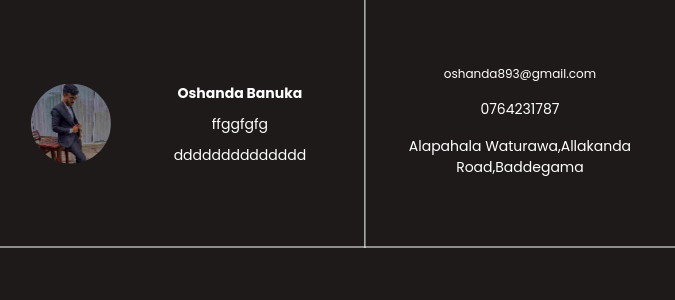 Oshanda Banuka
ffggfgfg
dddddddddddddd
oshanda893@gmail.com
0764231787
Alapahala Waturawa,Allakanda
Road,Baddegama